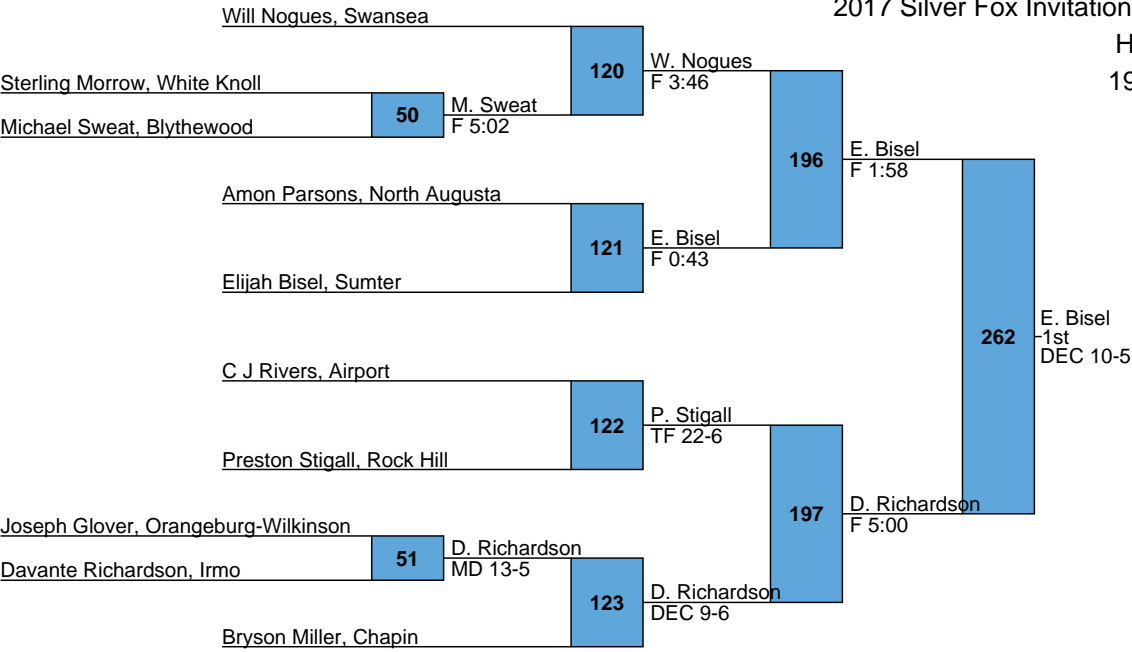 2017 Silver Fox Invitation
H
19
Will Nogues, Swansea
120
W. Nogues
F 3:46
Sterling Morrow, White Knoll
50
M. Sweat
F 5:02
Michael Sweat, Blythewood
196
E. Bisel
F 1:58
Amon Parsons, North Augusta
121
E. Bisel
F 0:43
Elijah Bisel, Sumter
262
E. Bisel
1st
DEC 10-5
C J Rivers, Airport
122
P. Stigall
TF 22-6
Preston Stigall, Rock Hill
197
D. Richardson
F 5:00
Joseph Glover, Orangeburg-Wilkinson
51
D. Richardson
MD 13-5
Davante Richardson, Irmo
123
D. Richardson
DEC 9-6
Bryson Miller, Chapin